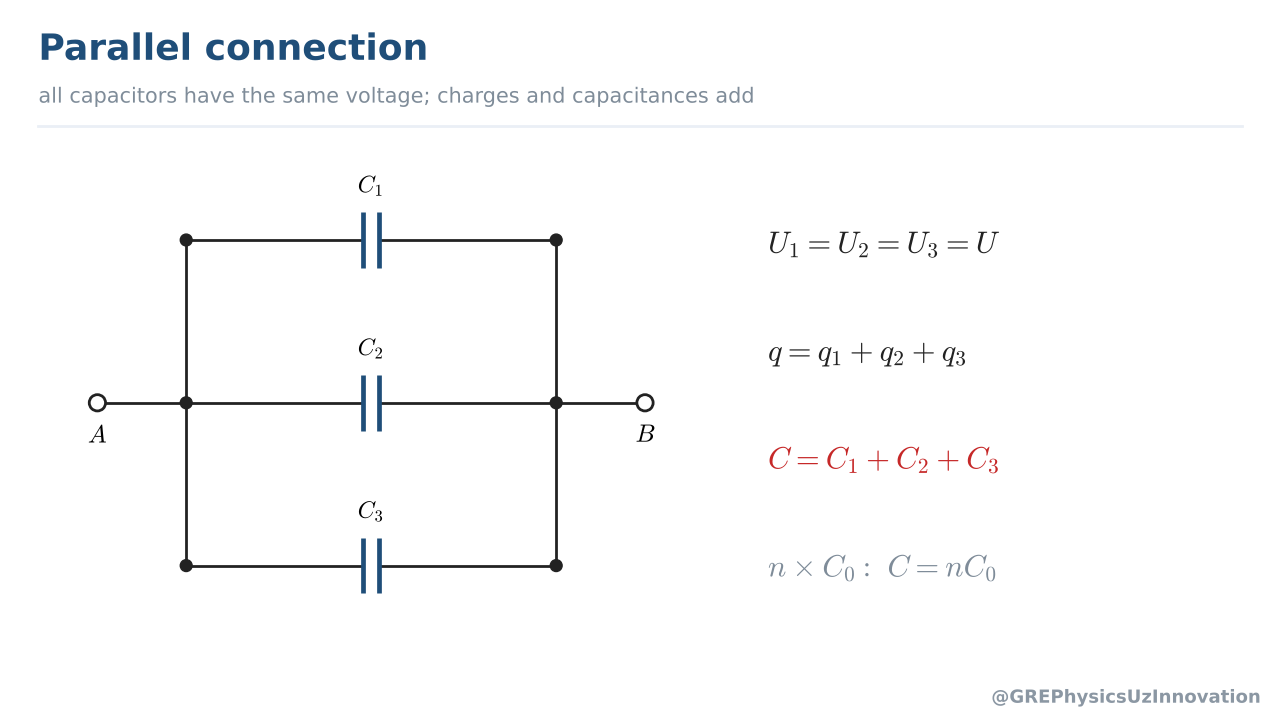 Parallel connection
all capacitors have the same voltage; charges and capacitances add
C₁
U₁ = U₂ = U₃ = U
C₂
q = q₁ + q₂ + q₃
A
B
C = C₁ + C₂ + C₃
C₃
n × C₀ : C = nC₀
@GREPhysicsUzInnovation